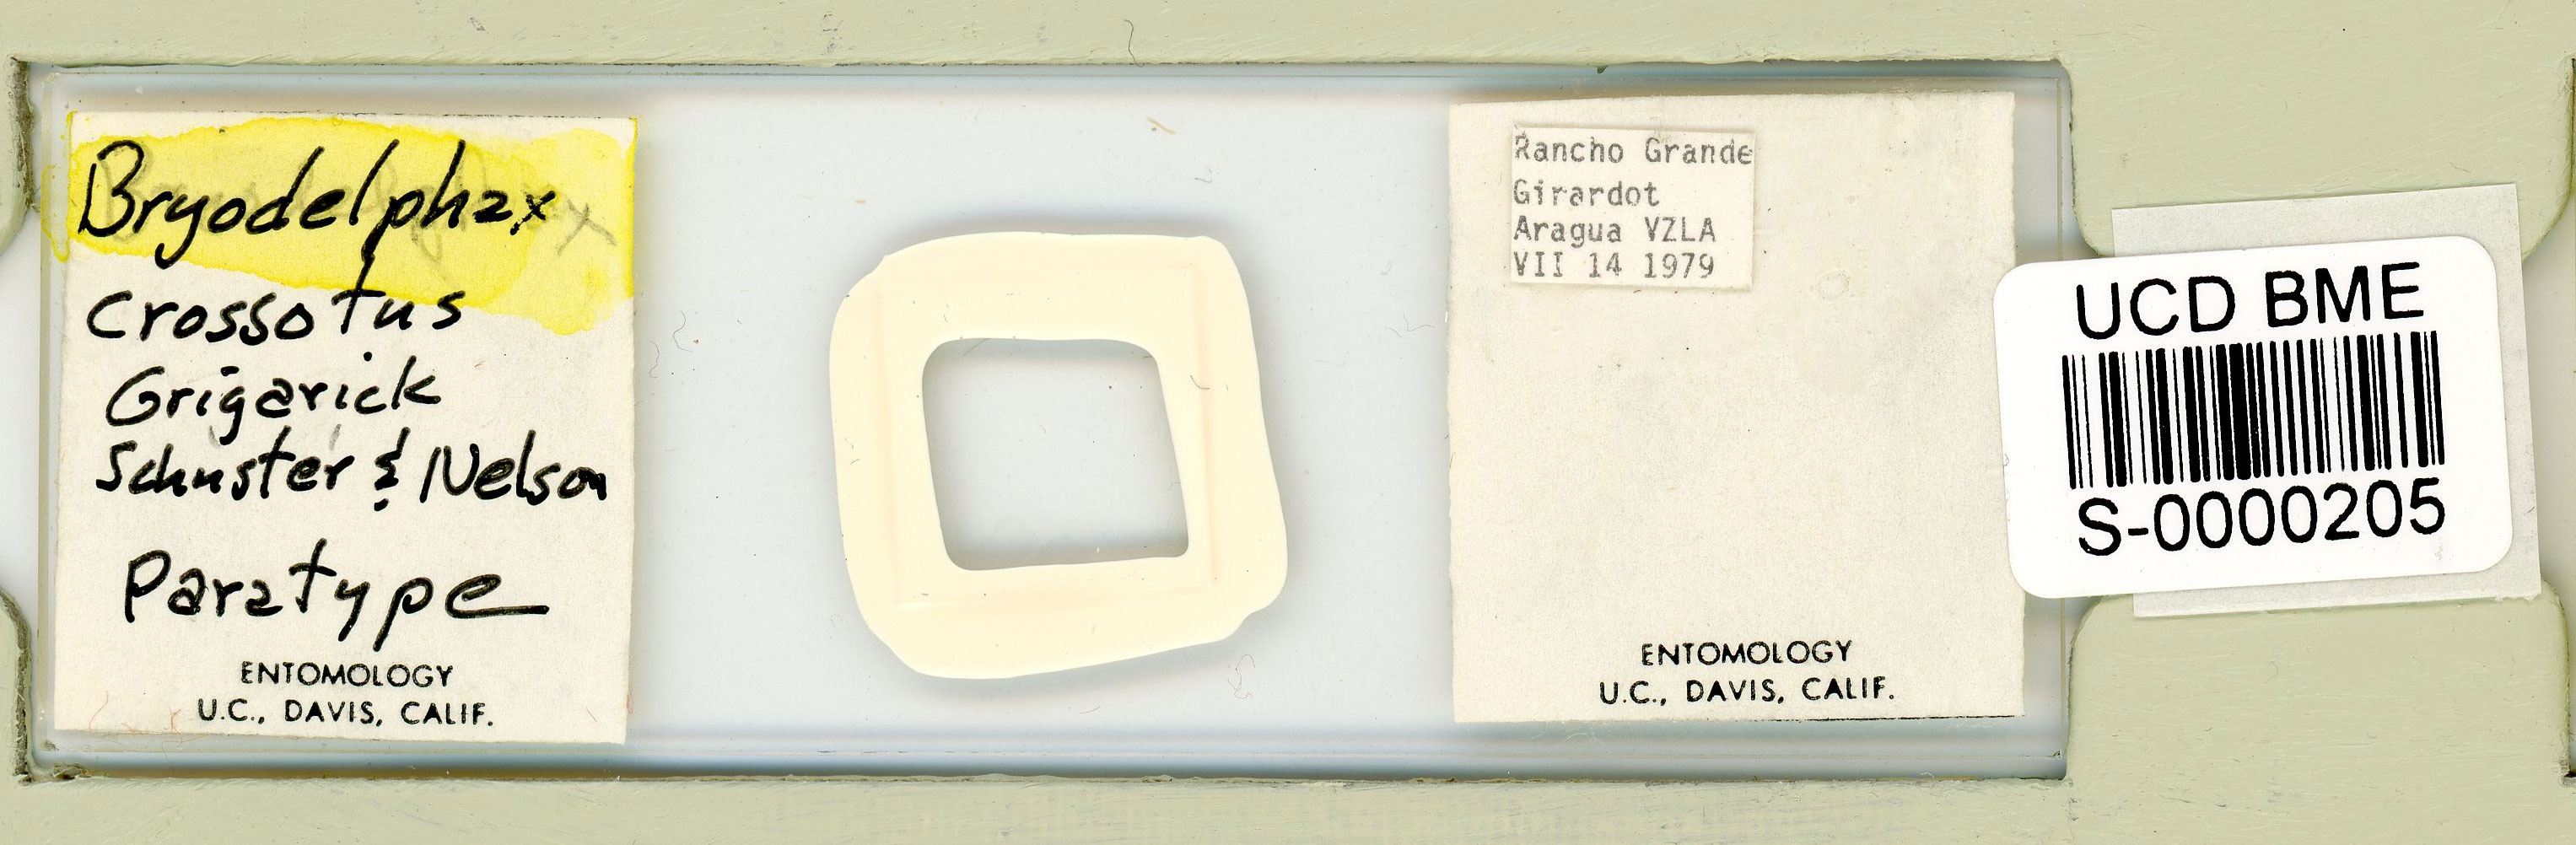 Bryodelphax
crossotus
Grigarick
Schuster & Nelson
Paratype
ENTOMOLOGY
U.C., DAVIS, CALIF.
Rancho Grande
Girardot
Aragua VZLA
VII 14 1979
ENTOMOLOGY
U.C., DAVIS, CALIF.
UCD BME
S-0000205